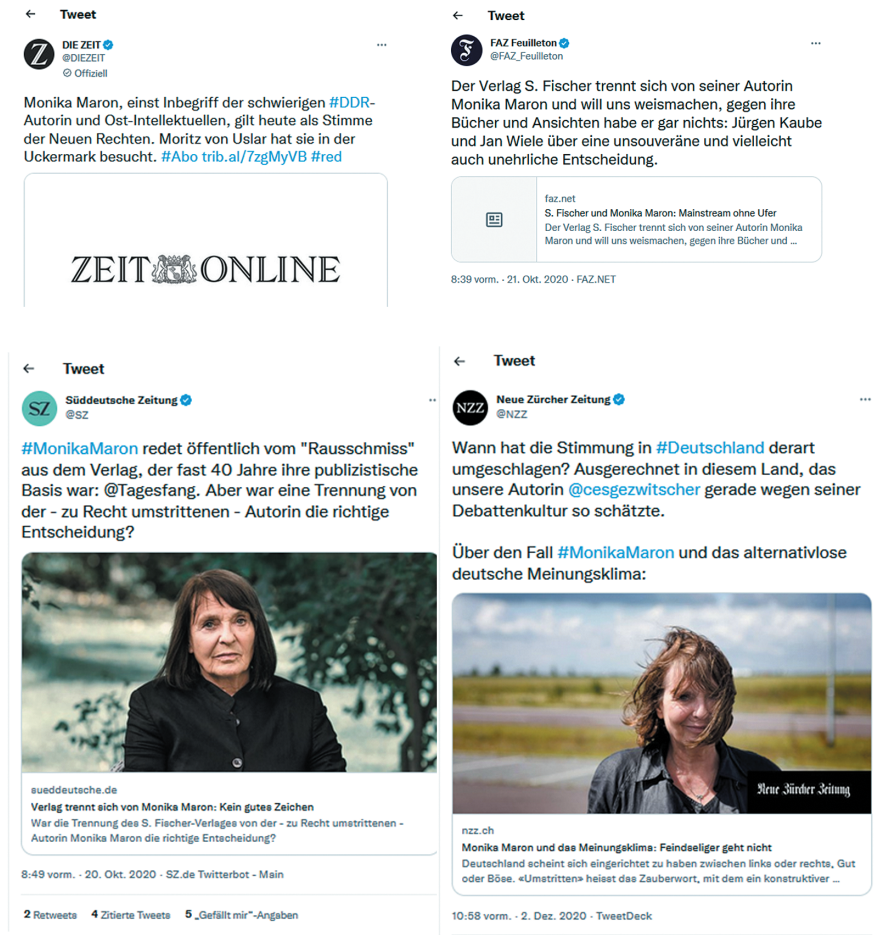 Tweet
DIE ZEIT
@DIEZEIT
Offiziell
Monika Maron, einst Inbegriff der schwierigen #DDR-
Autorin und Ost-Intellektuellen, gilt heute als Stimme
der Neuen Rechten. Moritz von Uslar hat sie in der
Uckermark besucht. #Abo trib.al/7zgMyVB #red
ZEIT ONLINE
Tweet
FAZ Feuilleton
@FAZ_Feuilleton
Der Verlag S. Fischer trennt sich von seiner Autorin
Monika Maron und will uns weismachen, gegen ihre
Bücher und Ansichten habe er gar nichts: Jürgen Kaube
und Jan Wiele über eine unsouveräne und vielleicht
auch unehrliche Entscheidung.
faz.net
S. Fischer und Monika Maron: Mainstream ohne Ufer
Der Verlag S. Fischer trennt sich von seiner Autorin Monika
Maron und will uns weismachen, gegen ihre Bücher und ...
8:39 vorm. · 21. Okt. 2020 · FAZ.NET
Tweet
SZ
Süddeutsche Zeitung
@SZ
#MonikaMaron redet öffentlich vom "Rausschmiss"
aus dem Verlag, der fast 40 Jahre ihre publizistische
Basis war: @Tagesfang. Aber war eine Trennung von
der - zu Recht umstrittenen - Autorin die richtige
Entscheidung?
sueddeutsche.de
Verlag trennt sich von Monika Maron: Kein gutes Zeichen
War die Trennung des S. Fischer-Verlages von der - zu Recht umstrittenen -
Autorin Monika Maron die richtige Entscheidung?
8:49 vorm. · 20. Okt. 2020 · SZ.de Twitterbot - Main
2 Retweets 4 Zitierte Tweets 5 „Gefällt mir"-Angaben
Tweet
NZZ
Neue Zürcher Zeitung
@NZZ
Wann hat die Stimmung in #Deutschland derart
umgeschlagen? Ausgerechnet in diesem Land, das
unsere Autorin @cesgezwitscher gerade wegen seiner
Debattenkultur so schätzte.
Über den Fall #MonikaMaron und das alternativlose
deutsche Meinungsklima:
Neue Zürcher Zeitung
nzz.ch
Monika Maron und das Meinungsklima: Feindseliger geht nicht
Deutschland scheint sich eingerichtet zu haben zwischen links oder rechts, Gut
oder Böse. «Umstritten» heisst das Zauberwort, mit dem ein konstruktiver ...
10:58 vorm. · 2. Dez. 2020 · TweetDeck